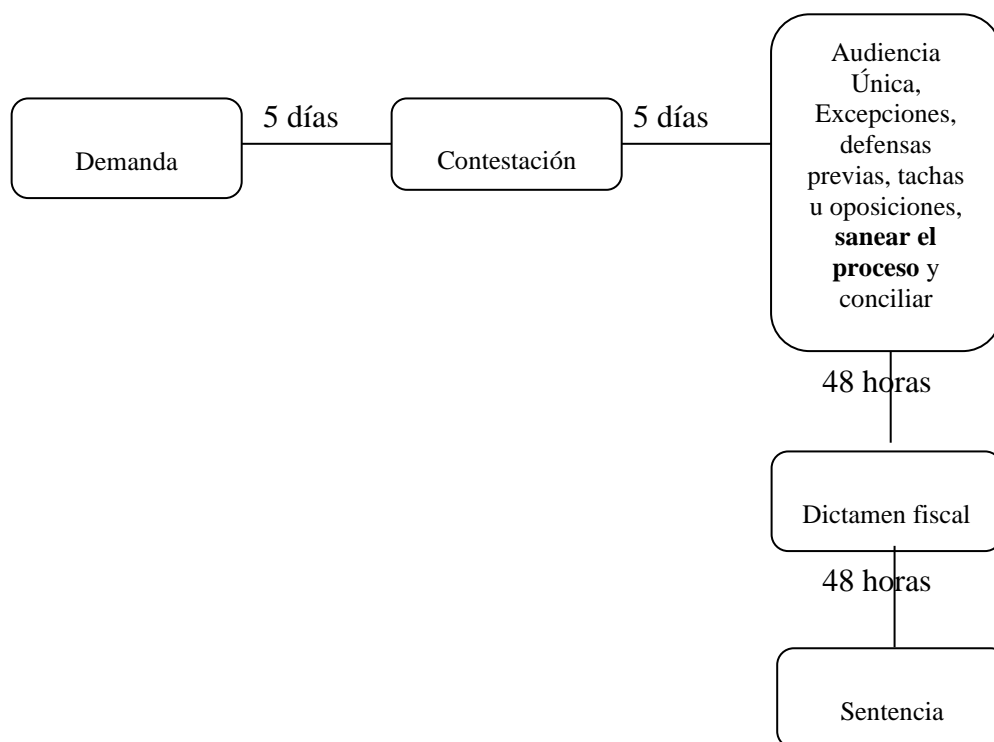 Demanda
5 días
Contestación
5 días
Audiencia
Única,
Excepciones,
defensas
previas, tachas
u oposiciones,
sanear el
proceso y
conciliar
48 horas
Dictamen fiscal
48 horas
Sentencia